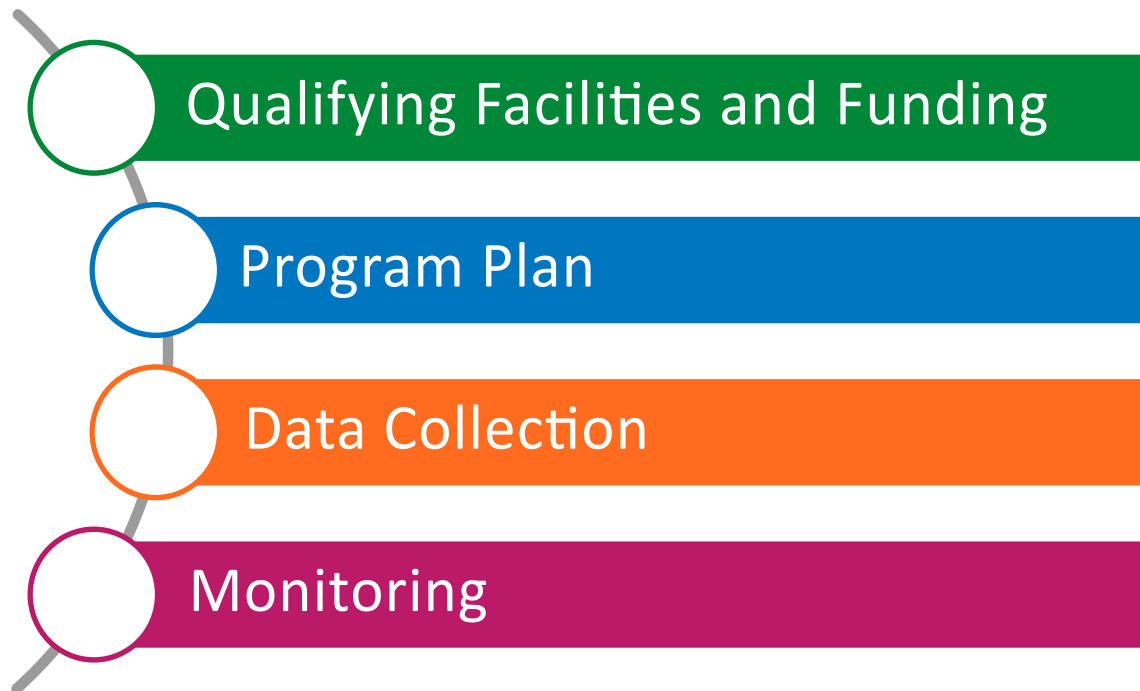 Qualifying Facilities and Funding
Program Plan
Data Collection
Monitoring